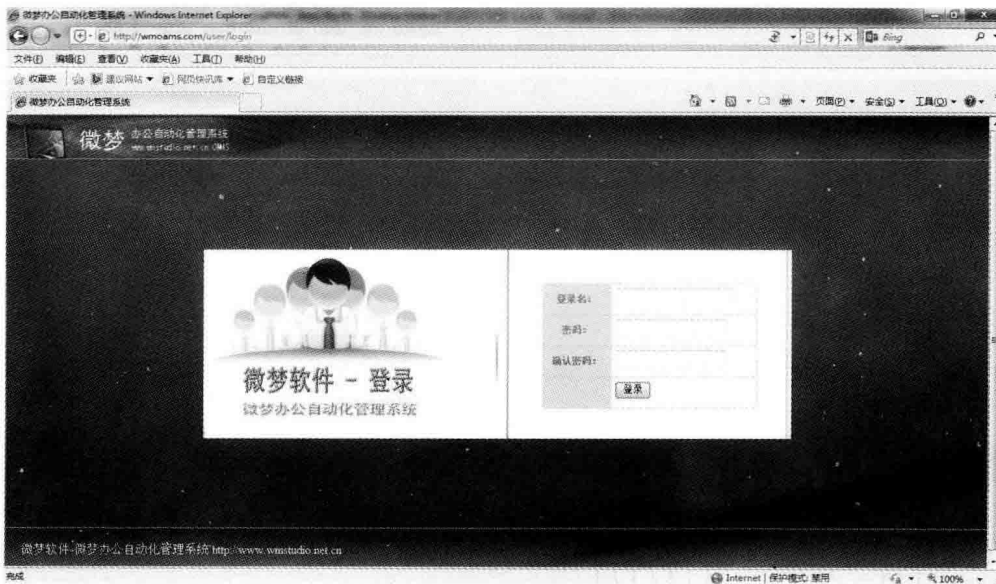 微梦办公自动化管理系统 - Windows Internet Explorer
http://wmoams.com/user/login
Bing
文件(F) 编辑(E) 查看(V) 收藏夹(A) 工具(T) 帮助(H)
收藏夹 建议网站 网页快讯库 自定义链接
微梦办公自动化管理系统
页面(P) 安全(S) 工具(O)
微梦 办公自动化管理系统
www.wmstudio.net.cn OMIS
登录名:
密码:
确认密码:
登录
微梦软件 - 登录
微梦办公自动化管理系统
微梦软件-微梦办公自动化管理系统 http://www.wmstudio.net.cn
完成
Internet | 保护模式: 禁用
100%